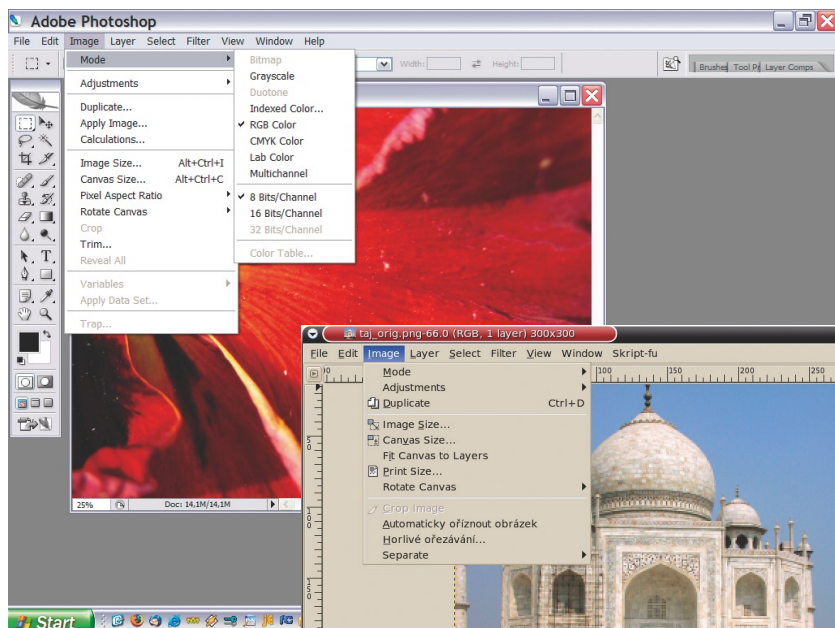 Adobe Photoshop
File Edit Image Layer Select Filter View Window Help
Width: Height:
Brushes Tool Layer Comps
Mode
Adjustments
Duplicate...
Apply Image...
Calculations...
Image Size... Alt+Ctrl+I
Canvas Size... Alt+Ctrl+C
Pixel Aspect Ratio
Rotate Canvas
Crop
Trim...
Reveal All
Variables
Apply Data Set...
Trap...
Bitmap
Grayscale
Duotone
Indexed Color...
RGB Color
CMYK Color
Lab Color
Multichannel
8 Bits/Channel
16 Bits/Channel
32 Bits/Channel
Color Table...
25% Doc: 14,1M/14,1M
Start
taj_orig.png-66.0 (RGB, 1 layer) 300x300
File Edit Image Layer Select Filter View Window Skript-fu
100 150 200 250
50
100
150
Mode
Adjustments
Duplicate Ctrl+D
Image Size...
Canvas Size...
Fit Canvas to Layers
Print Size...
Rotate Canvas
Crop Image
Automaticky oříznout obrázek
Horlivé ořezávání...
Separate